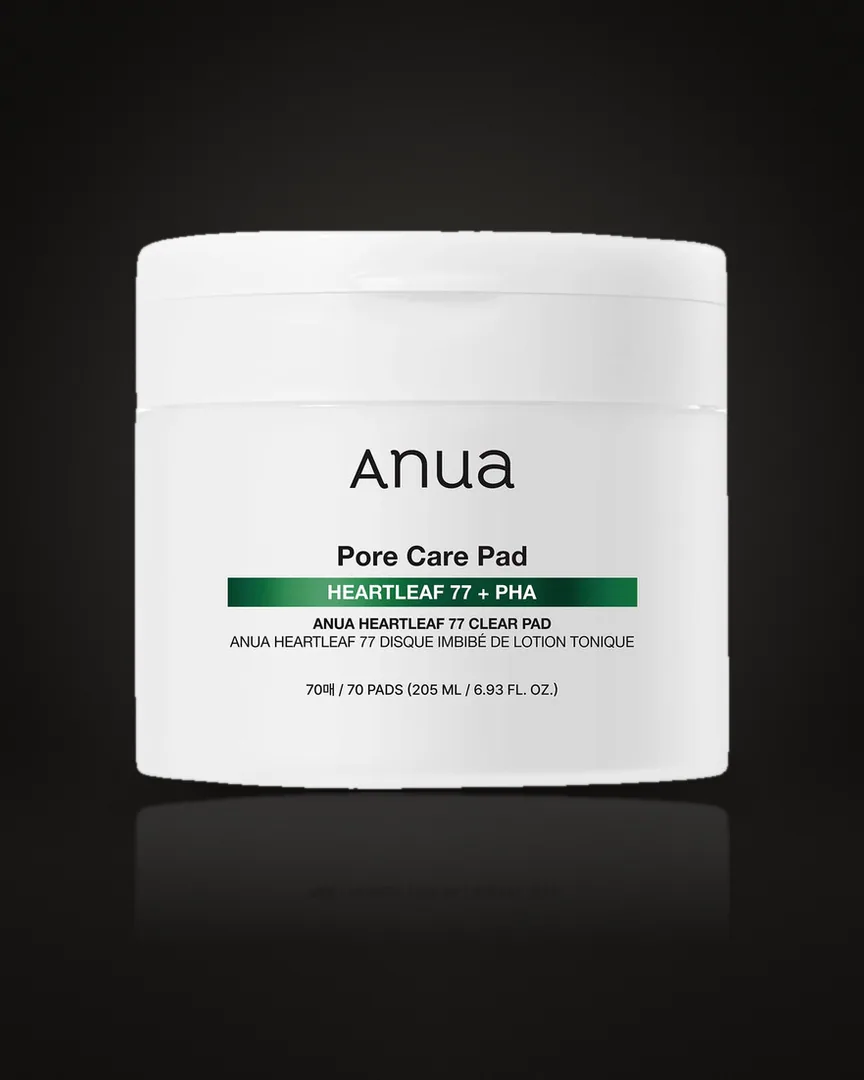 Anua
Pore Care Pad
HEARTLEAF 77 + PHA
ANUA HEARTLEAF 77 CLEAR PAD
ANUA HEARTLEAF 77 DISQUE IMBIBÉ DE LOTION TONIQUE
70매 / 70 PADS (205 ML / 6.93 FL. OZ.)